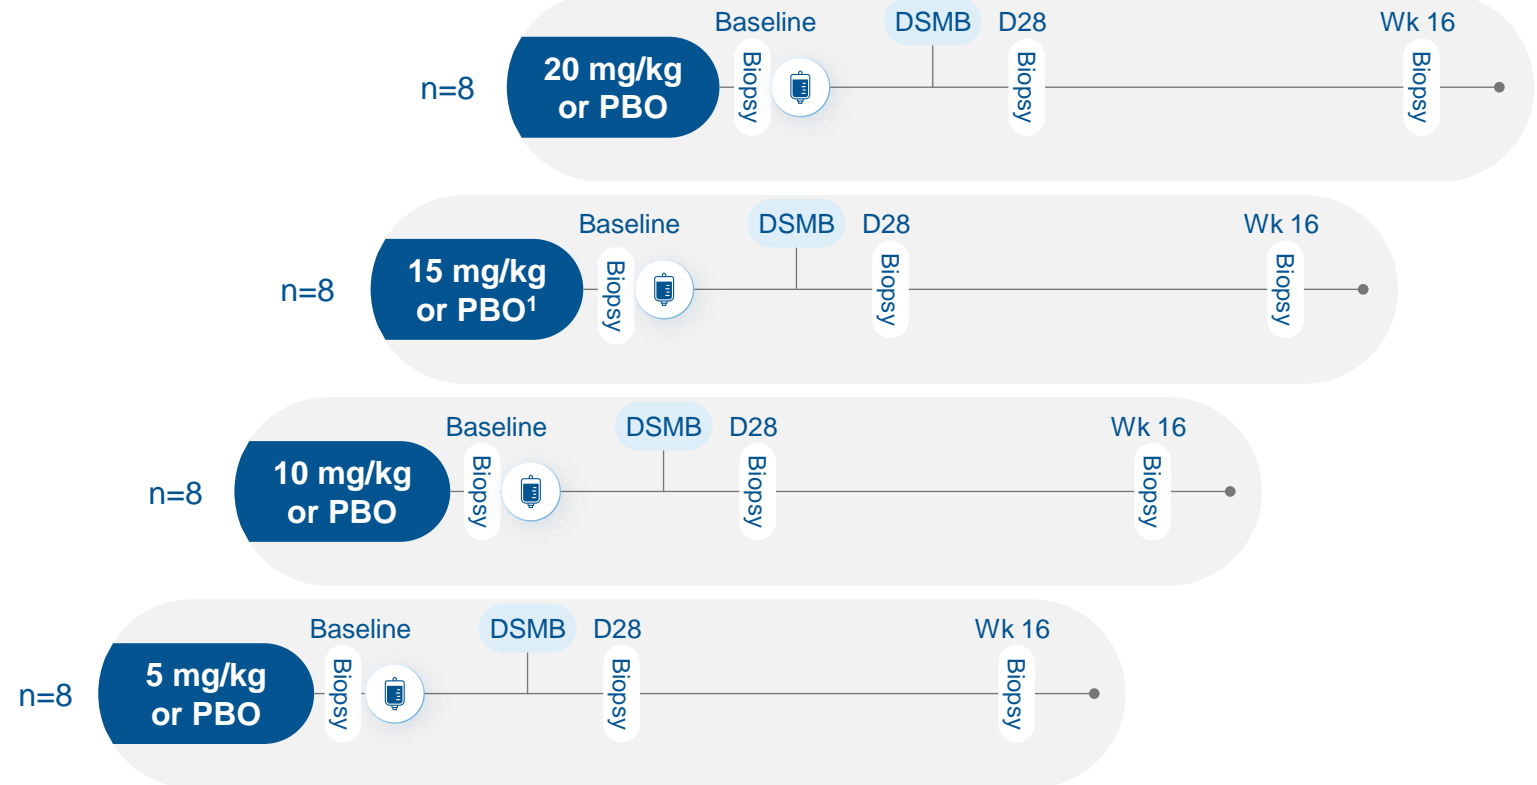 Baseline
DSMB
D28
Wk 16
n=8
20 mg/kg
or PBO
Biopsy
Biopsy
Biopsy
Baseline
DSMB
D28
Wk 16
n=8
15 mg/kg
or PBO¹
Biopsy
Biopsy
Biopsy
Baseline
DSMB
D28
Wk 16
n=8
10 mg/kg
or PBO
Biopsy
Biopsy
Biopsy
Baseline
DSMB
D28
Wk 16
n=8
5 mg/kg
or PBO
Biopsy
Biopsy
Biopsy